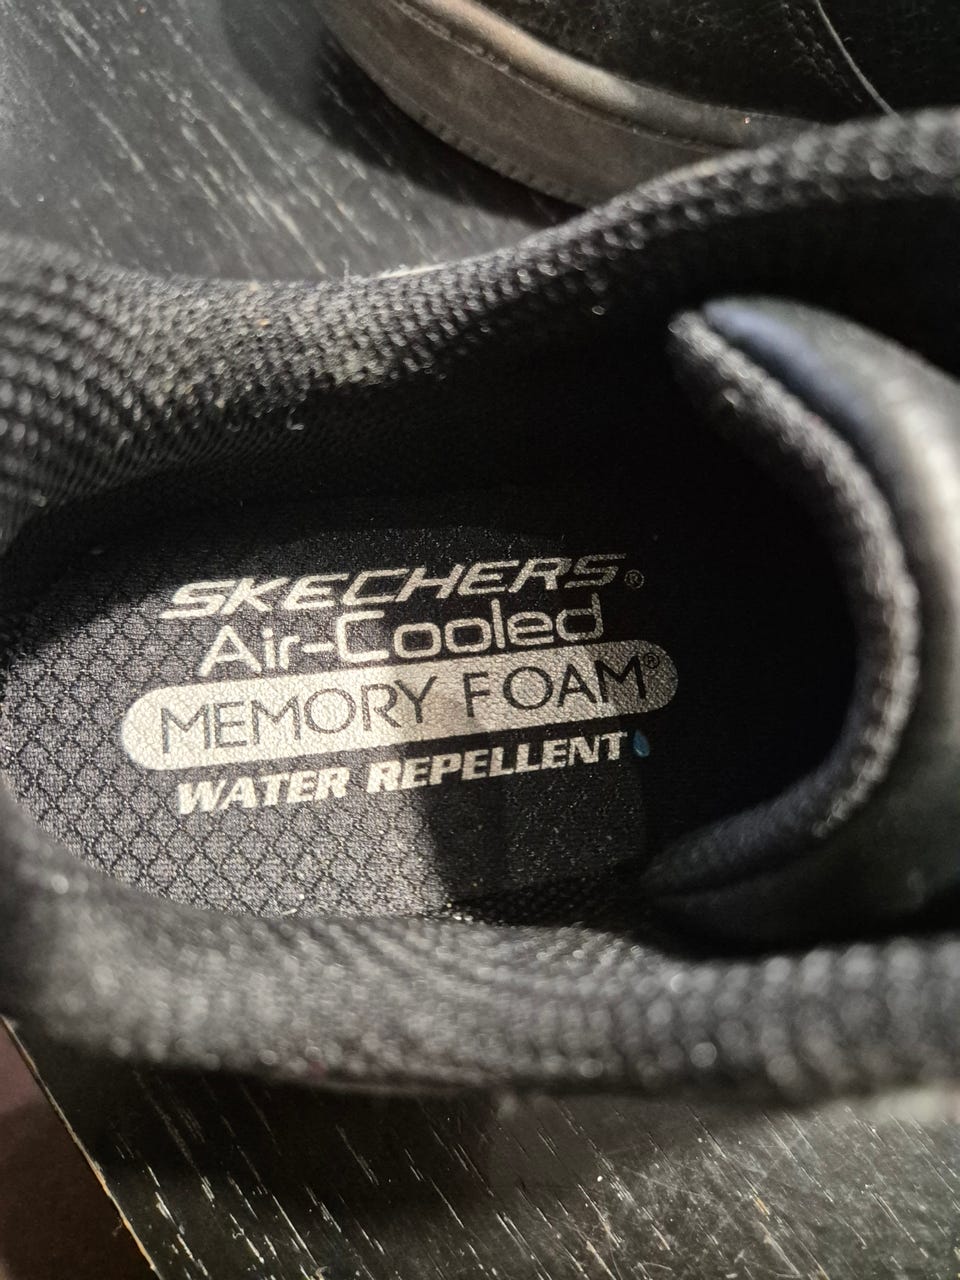 SKECHERS®
Air-Cooled
MEMORY FOAM®
WATER REPELLENT